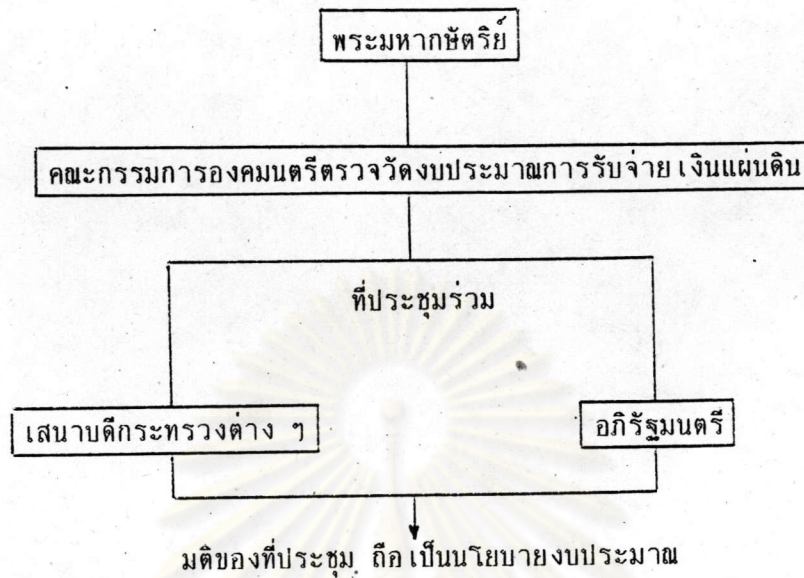 พระมหากษัตริย์
คณะกรรมการองคมนตรีตรวจวัดงบประมาณการรับจ่ายเงินแผ่นดิน
ที่ประชุมร่วม
เสนาบดีกระทรวงต่าง ๆ
อภิรัฐมนตรี
มติของที่ประชุม ถือเป็นนโยบายงบประมาณ